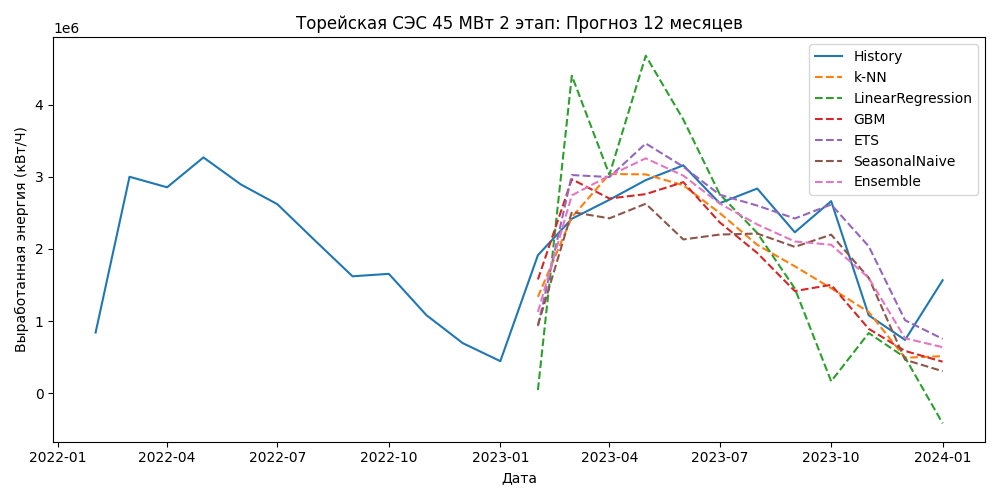 Торейская СЭС 45 МВт 2 этап: Прогноз 12 месяцев
1e6
Выработанная энергия (кВт/Ч)
4
3
2
1
0
2022-01
2022-04
2022-07
2022-10
2023-01
2023-04
2023-07
2023-10
2024-01
Дата
History
k-NN
LinearRegression
GBM
ETS
SeasonalNaive
Ensemble